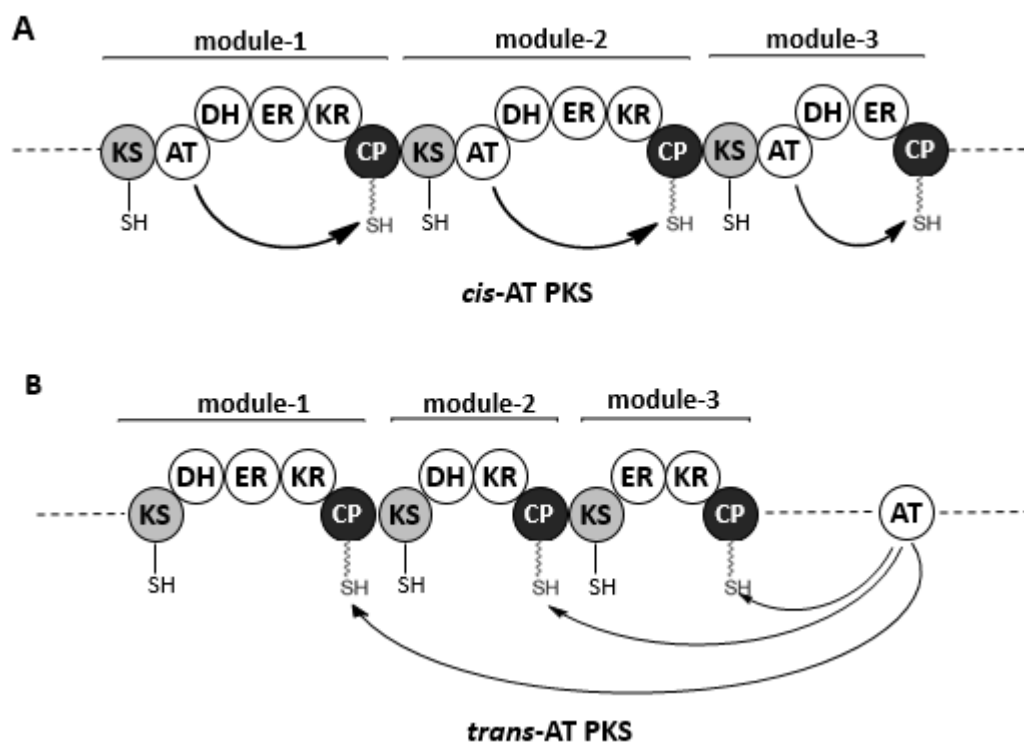 A
module-1 module-2 module-3
DH ER KR DH ER KR DH ER
KS AT CP KS AT CP KS AT CP
SH SH SH SH SH SH
cis-AT PKS
B
module-1 module-2 module-3
DH ER KR DH KR ER KR
KS CP KS CP KS CP AT
SH SH SH SH SH SH
trans-AT PKS